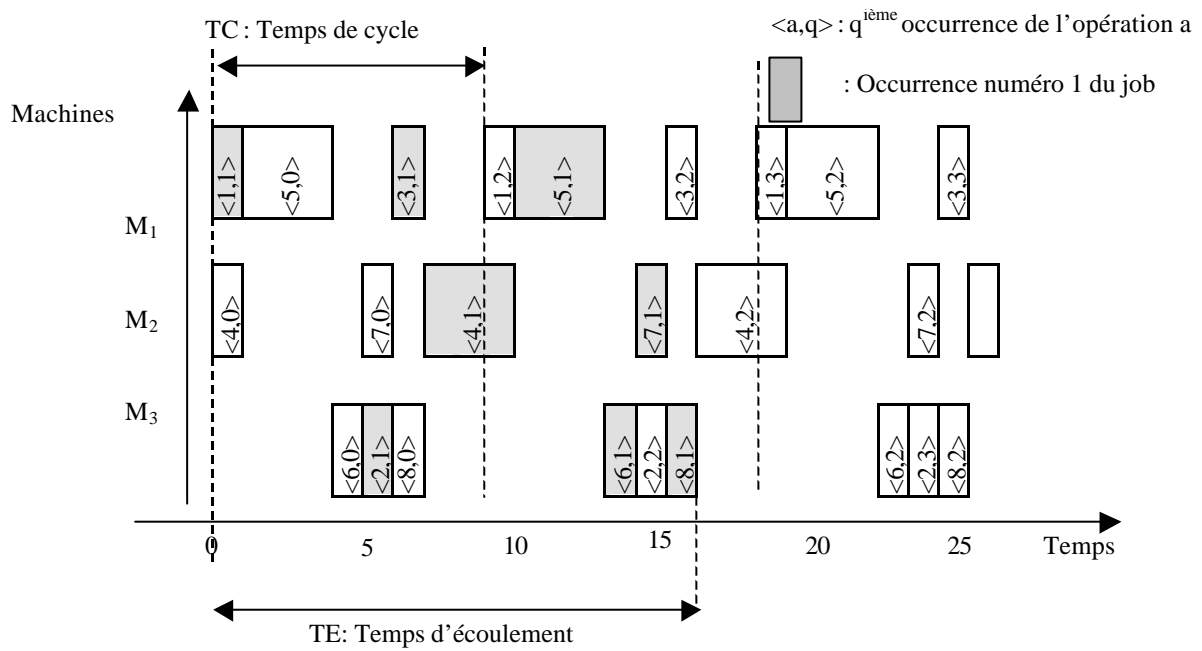 <a,q> : qième occurrence de l'opération a
TC : Temps de cycle
: Occurrence numéro 1 du job
Machines
<1,1>
<5,0>
<3,1>
<1,2>
<5,1>
<3,2>
<1,3>
<5,2>
<3,3>
M1
<4,0>
<7,0>
<4,1>
<7,1>
<4,2>
<7,2>
M2
M3
<6,0>
<2,1>
<8,0>
<6,1>
<2,2>
<8,1>
<6,2>
<2,3>
<8,2>
0 5 10 15 20 25 Temps
TE: Temps d'écoulement